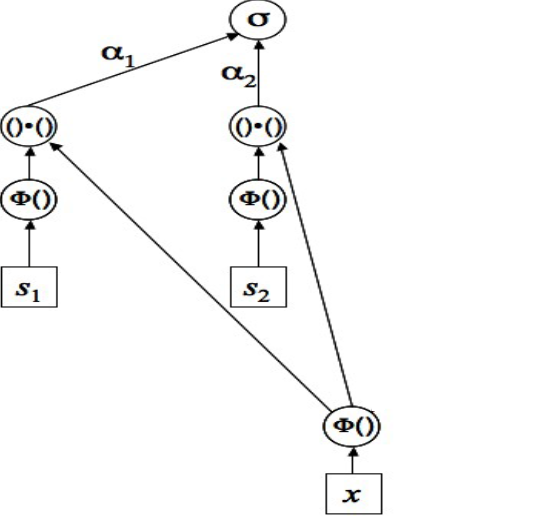 σ
α1
α2
()•() ()•()
Φ() Φ()
s1 s2
Φ()
x